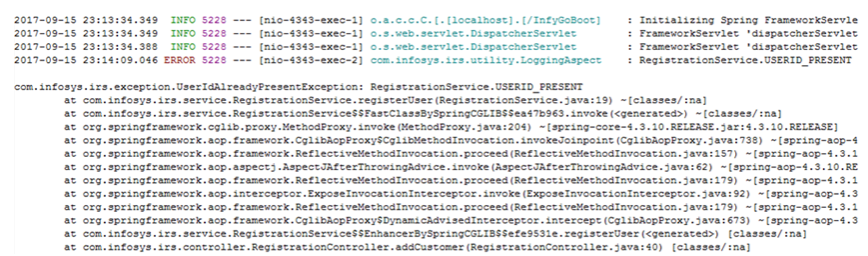 2017-09-15 23:13:34.349  INFO 5228 --- [nio-4343-exec-1] o.a.c.c.C.[.[localhost].[/InfyGoBoot]    : Initializing Spring FrameworkServle
2017-09-15 23:13:34.349  INFO 5228 --- [nio-4343-exec-1] o.s.web.servlet.DispatcherServlet        : FrameworkServlet 'dispatcherServlet
2017-09-15 23:13:34.388  INFO 5228 --- [nio-4343-exec-1] o.s.web.servlet.DispatcherServlet        : FrameworkServlet 'dispatcherServlet
2017-09-15 23:14:09.046 ERROR 5228 --- [nio-4343-exec-2] com.infosys.irs.utility.LoggingAspect    : RegistrationService.USERID_PRESENT
com.infosys.irs.exception.UserIdAlreadyPresentException: RegistrationService.USERID_PRESENT
at com.infosys.irs.service.RegistrationService.registerUser(RegistrationService.java:19) ~[classes/:na]
at com.infosys.irs.service.RegistrationService$$FastClassBySpringCGLIB$$ea47b963.invoke(<generated>) ~[classes/:na]
at org.springframework.cglib.proxy.MethodProxy.invoke(MethodProxy.java:204) ~[spring-core-4.3.10.RELEASE.jar:4.3.10.RELEASE]
at org.springframework.aop.framework.CglibAopProxy$CglibMethodInvocation.invokeJoinpoint(CglibAopProxy.java:738) ~[spring-aop-4
at org.springframework.aop.framework.ReflectiveMethodInvocation.proceed(ReflectiveMethodInvocation.java:157) ~[spring-aop-4.3.1
at org.springframework.aop.aspectj.AspectJAfterThrowingAdvice.invoke(AspectJAfterThrowingAdvice.java:62) ~[spring-aop-4.3.10.RE
at org.springframework.aop.framework.ReflectiveMethodInvocation.proceed(ReflectiveMethodInvocation.java:179) ~[spring-aop-4.3.1
at org.springframework.aop.interceptor.ExposeInvocationInterceptor.invoke(ExposeInvocationInterceptor.java:92) ~[spring-aop-4.3
at org.springframework.aop.framework.ReflectiveMethodInvocation.proceed(ReflectiveMethodInvocation.java:179) ~[spring-aop-4.3.1
at org.springframework.aop.framework.CglibAopProxy$DynamicAdvisedInterceptor.intercept(CglibAopProxy.java:673) ~[spring-aop-4.3
at com.infosys.irs.service.RegistrationService$$EnhancerBySpringCGLIB$$efe9531e.registerUser(<generated>) [classes/:na]
at com.infosys.irs.controller.RegistrationController.addCustomer(RegistrationController.java:40) [classes/:na]